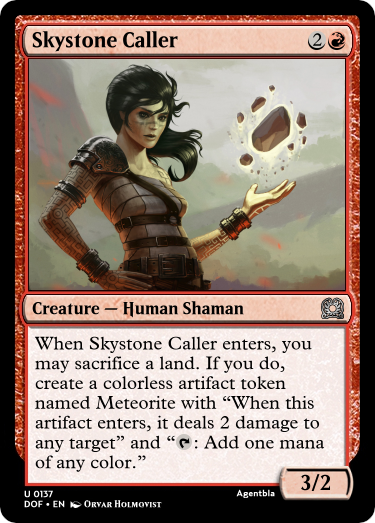 Skystone Caller 2
Creature — Human Shaman
When Skystone Caller enters, you
may sacrifice a land. If you do,
create a colorless artifact token
named Meteorite with “When this
artifact enters, it deals 2 damage to
any target” and “: Add one mana
of any color.”
3/2
U 0137
DOF • EN Orvar Holmovist
Agentbla